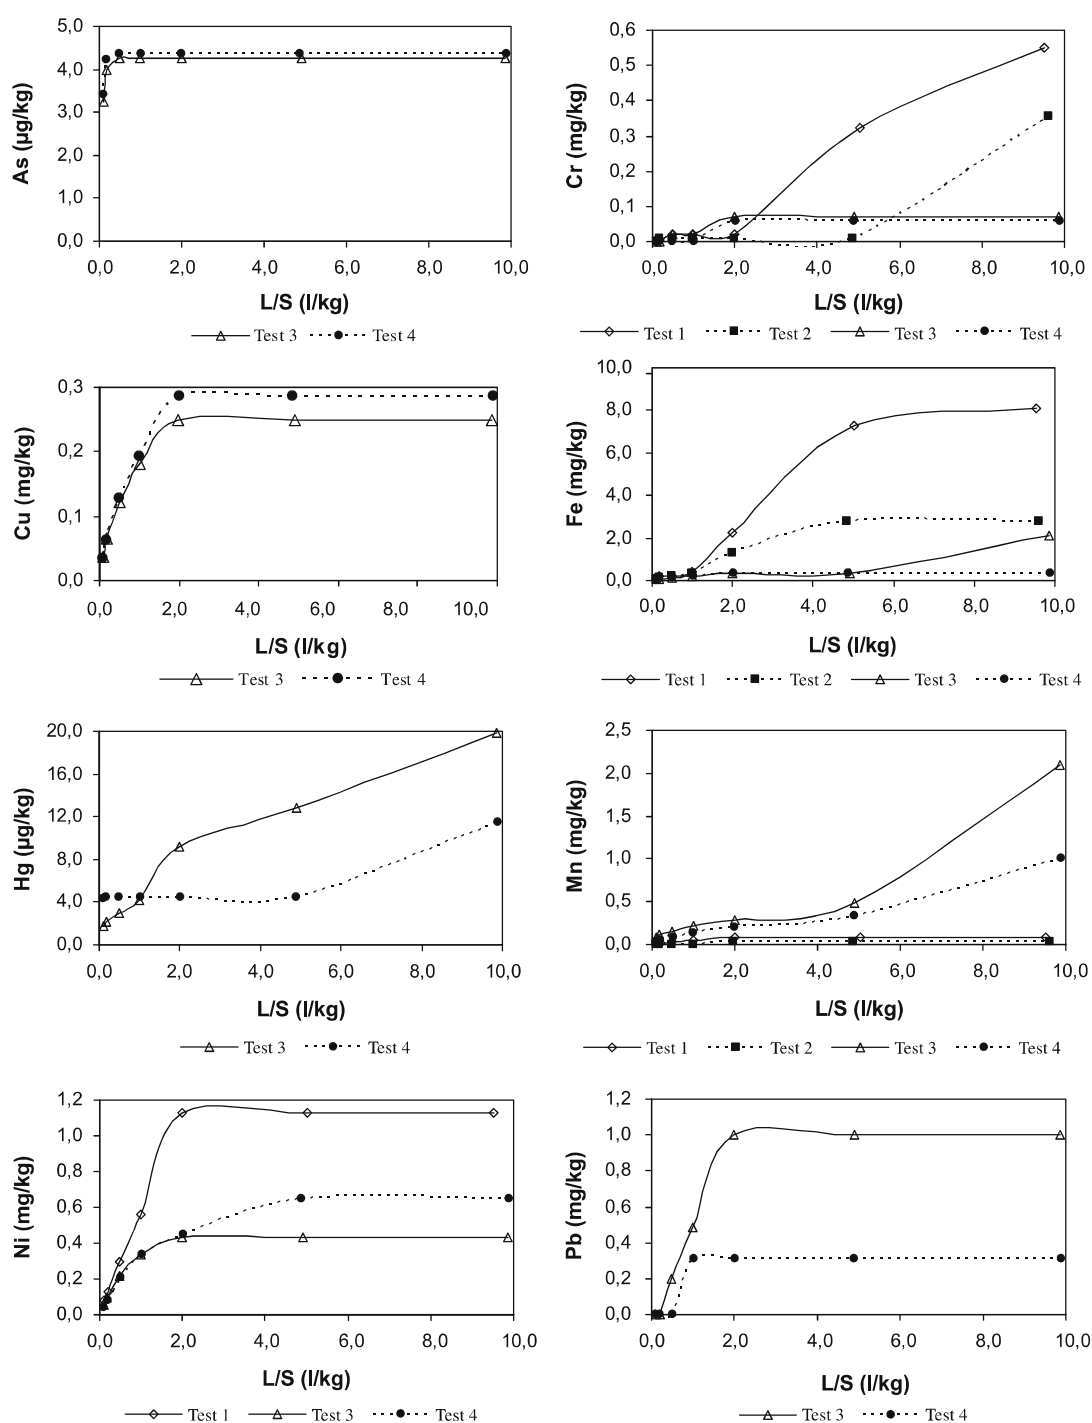 As (µg/kg)
5,0
4,0
3,0
2,0
1,0
0,0
0,0 2,0 4,0 6,0 8,0 10,0
L/S (l/kg)
Test 3 Test 4
Cr (mg/kg)
0,6
0,5
0,4
0,3
0,2
0,1
0,0
0,0 2,0 4,0 6,0 8,0 10,0
L/S (l/kg)
Test 1 Test 2 Test 3 Test 4
Cu (mg/kg)
0,3
0,2
0,1
0,0
0,0 2,0 4,0 6,0 8,0 10,0
L/S (l/kg)
Test 3 Test 4
Fe (mg/kg)
10,0
8,0
6,0
4,0
2,0
0,0
0,0 2,0 4,0 6,0 8,0 10,0
L/S (l/kg)
Test 1 Test 2 Test 3 Test 4
Hg (µg/kg)
20,0
16,0
12,0
8,0
4,0
0,0
0,0 2,0 4,0 6,0 8,0 10,0
L/S (l/kg)
Test 3 Test 4
Mn (mg/kg)
2,5
2,0
1,5
1,0
0,5
0,0
0,0 2,0 4,0 6,0 8,0 10,0
L/S (l/kg)
Test 1 Test 2 Test 3 Test 4
Ni (mg/kg)
1,2
1,0
0,8
0,6
0,4
0,2
0,0
0,0 2,0 4,0 6,0 8,0 10,0
L/S (l/kg)
Test 1 Test 3 Test 4
Pb (mg/kg)
1,2
1,0
0,8
0,6
0,4
0,2
0,0
0,0 2,0 4,0 6,0 8,0 10,0
L/S (l/kg)
Test 3 Test 4